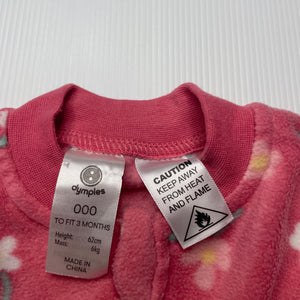 dymples
000
TO FIT 3 MONTHS
Height: 62cm
Mass: 6kg
MADE IN
CHINA
CAUTION
KEEP AWAY
FROM HEAT
AND FLAME